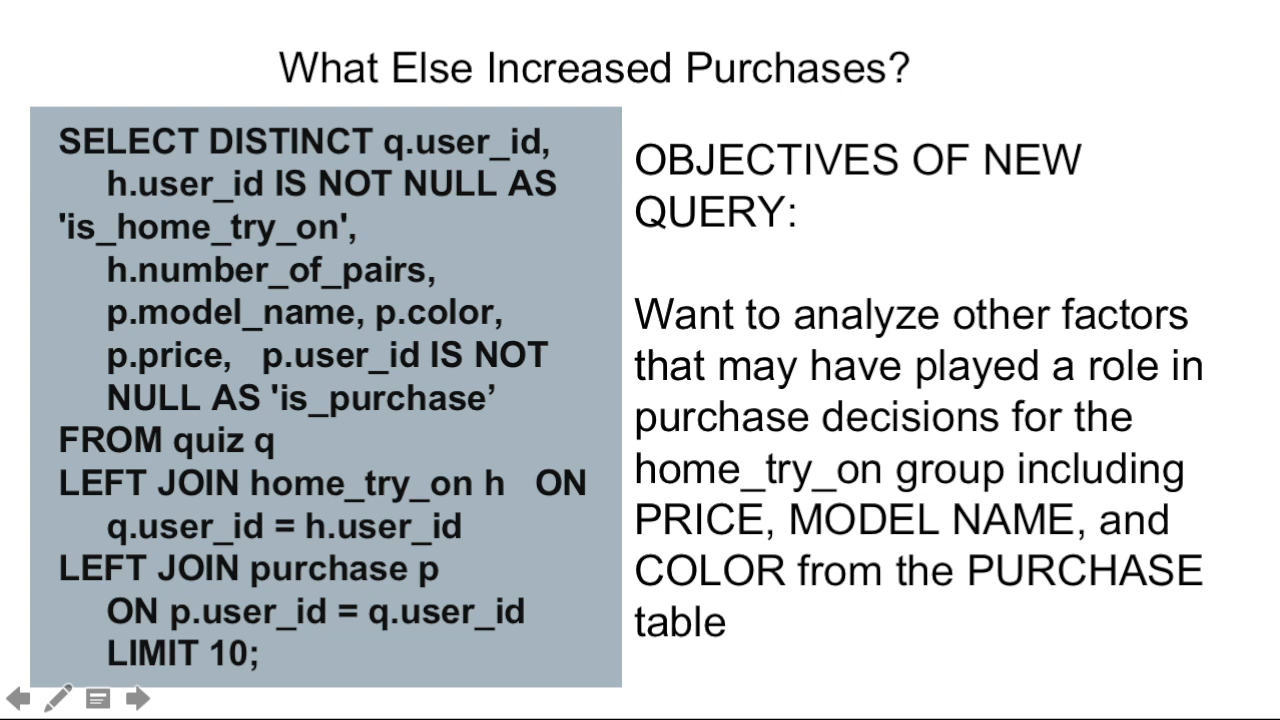 What Else Increased Purchases?
SELECT DISTINCT q.user_id,
h.user_id IS NOT NULL AS
'is_home_try_on',
h.number_of_pairs,
p.model_name, p.color,
p.price,   p.user_id IS NOT
NULL AS 'is_purchase’
FROM quiz q
LEFT JOIN home_try_on h   ON
q.user_id = h.user_id
LEFT JOIN purchase p
ON p.user_id = q.user_id
LIMIT 10;
OBJECTIVES OF NEW
QUERY:
Want to analyze other factors
that may have played a role in
purchase decisions for the
home_try_on group including
PRICE, MODEL NAME, and
COLOR from the PURCHASE
table